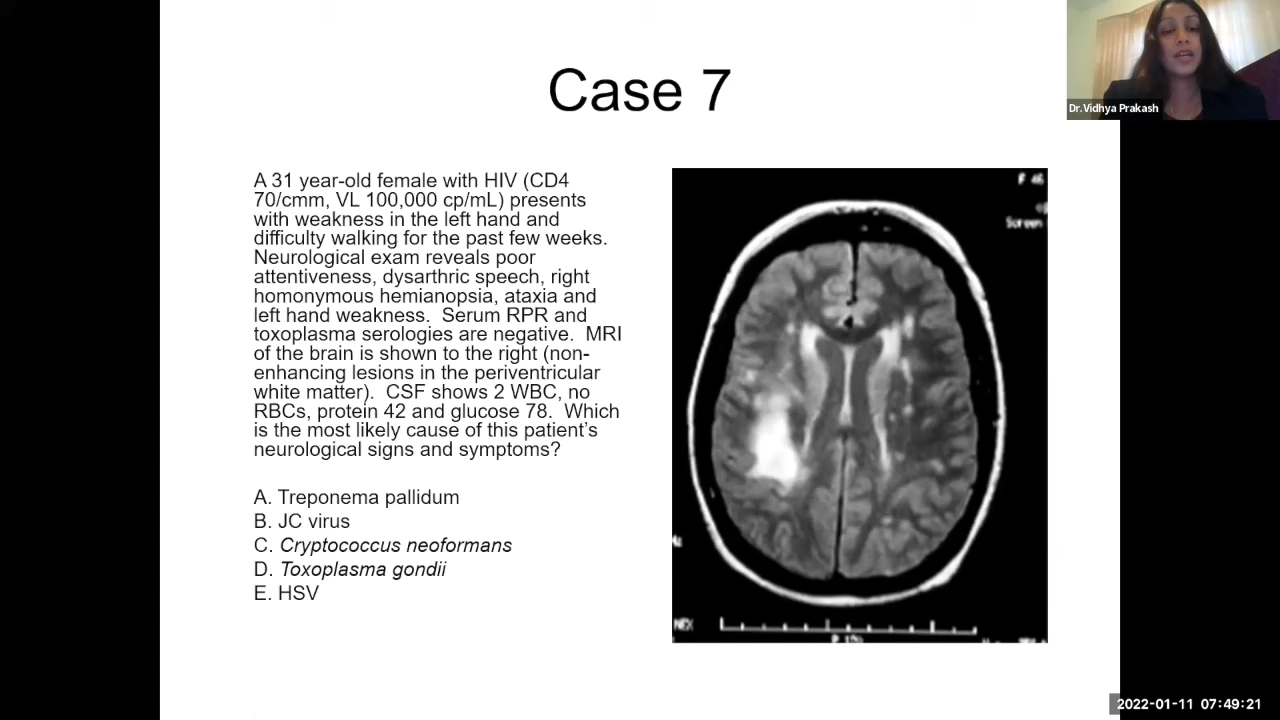 Case 7
Dr.Vidhya Prakash
A 31 year-old female with HIV (CD4
70/cmm, VL 100,000 cp/mL) presents
with weakness in the left hand and
difficulty walking for the past few weeks.
Neurological exam reveals poor
attentiveness, dysarthric speech, right
homonymous hemianopsia, ataxia and
left hand weakness.  Serum RPR and
toxoplasma serologies are negative.  MRI
of the brain is shown to the right (non-
enhancing lesions in the periventricular
white matter).  CSF shows 2 WBC, no
RBCs, protein 42 and glucose 78.  Which
is the most likely cause of this patient's
neurological signs and symptoms?
A. Treponema pallidum
B. JC virus
C. Cryptococcus neoformans
D. Toxoplasma gondii
E. HSV
Screen
NEX
2022-01-11 07:49:21